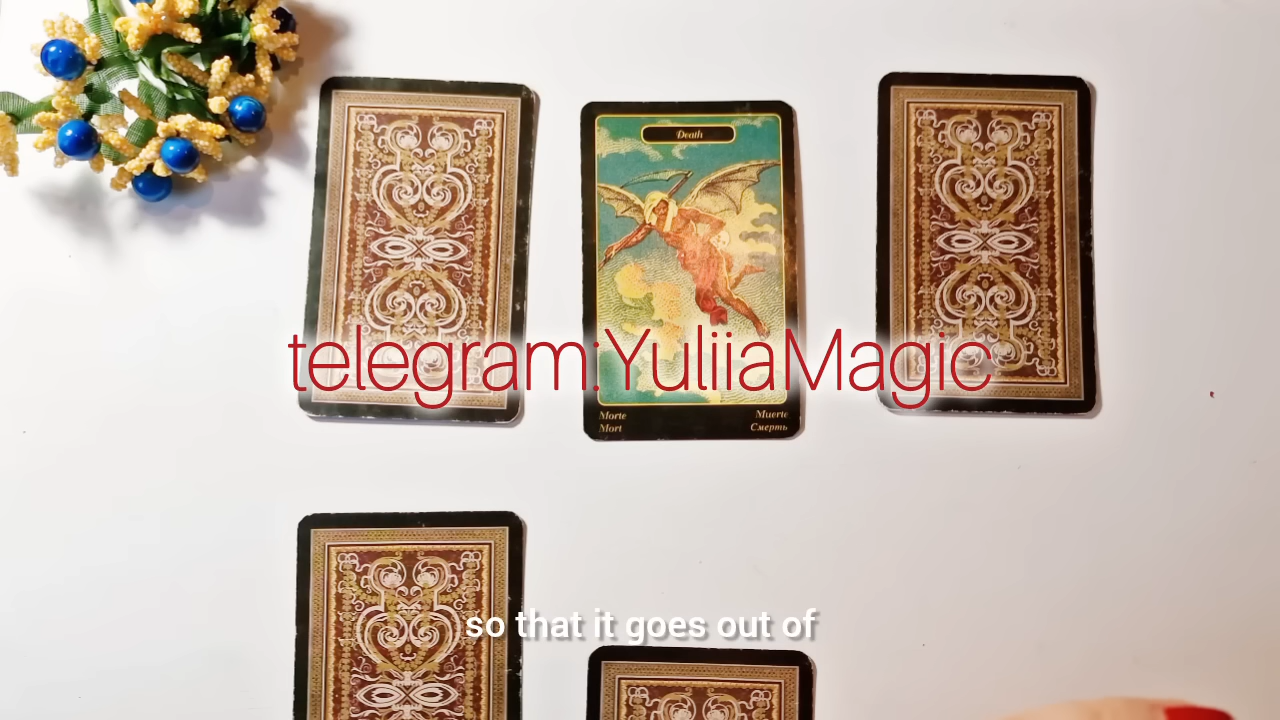 Death
telegram:YuliiaMagic
Morte
Muerte
Mort
Смерть
so that it goes out of